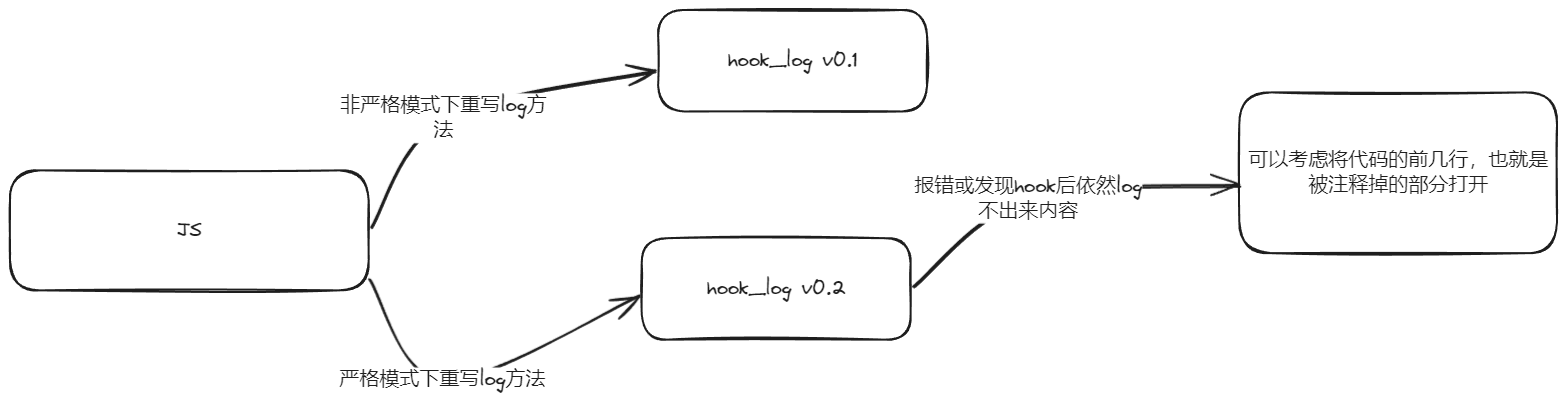 JS
非严格模式下重写log方
法
hook_log v0.1
严格模式下重写log方法
hook_log v0.2
报错或发现hook后依然log
不出来内容
可以考虑将代码的前几行，也就是
被注释掉的部分打开